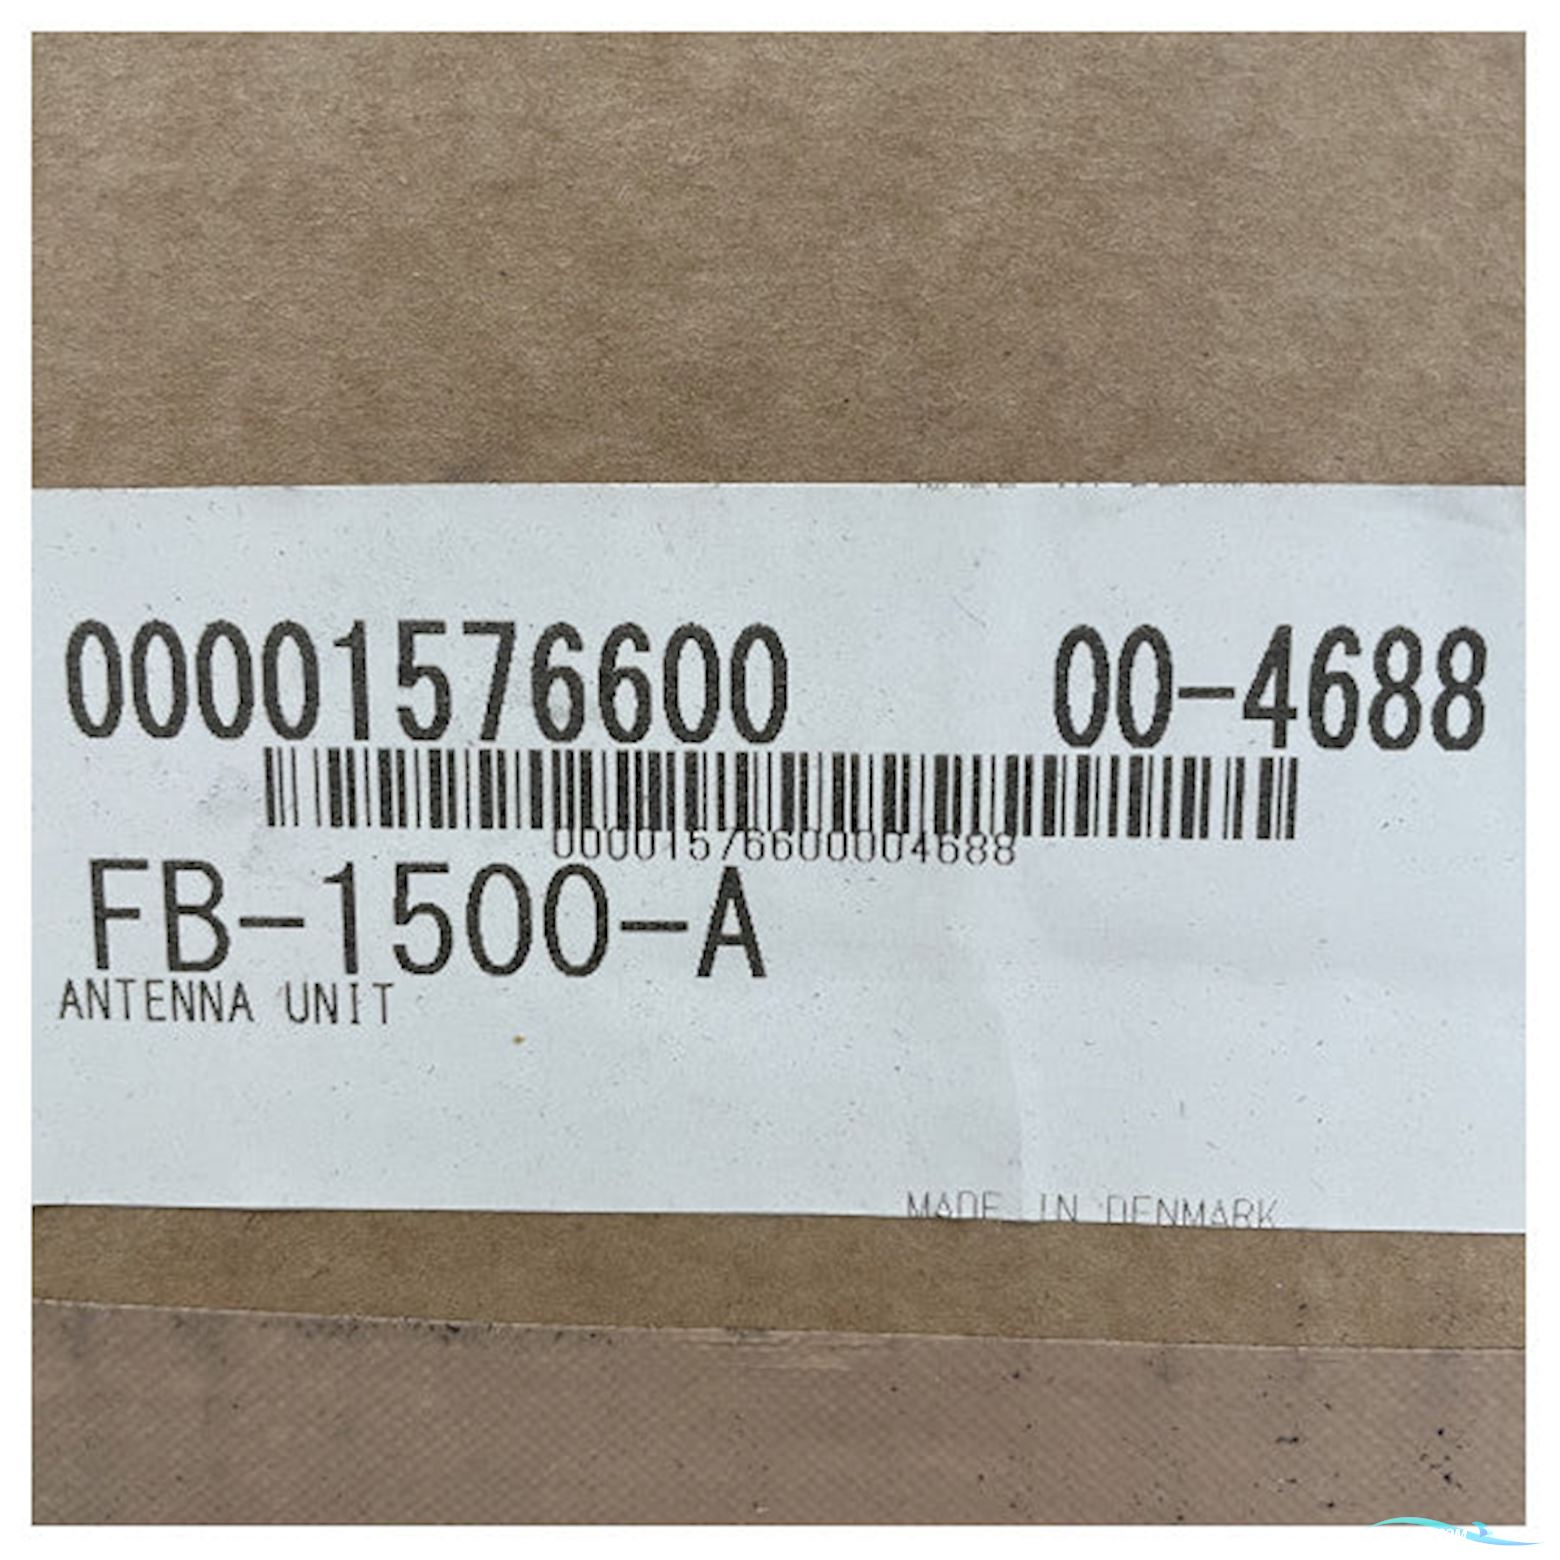 00001576600 00-4688
00001576600004688
FB-1500-A
ANTENNA UNIT
MADE IN DENMARK